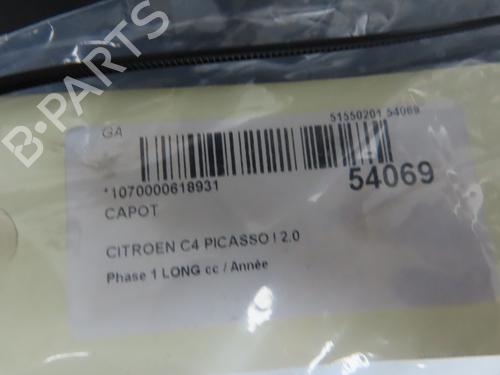 B-PARTS
GA
51550201 54069
*1070000618931
54069
CAPOT
CITROEN C4 PICASSO I 2.0
Phase 1 LONG cc / Année